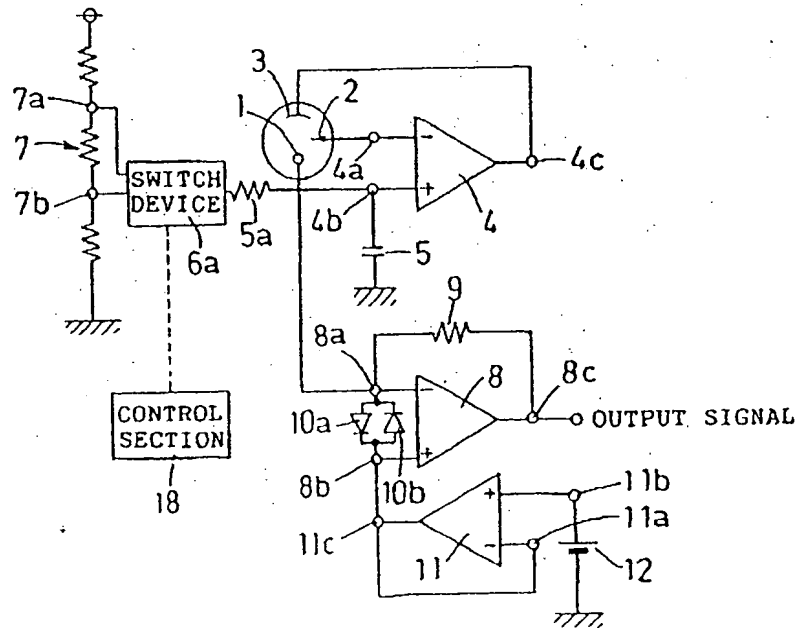 3
1
2
7a
7
7b
SWITCH
DEVICE
6a
5a
4a
4b
-
+
4
4c
5
9
8a
8
8c
-
+
OUTPUT SIGNAL
CONTROL
SECTION
18
10a
8b
10b
11c
+
-
11
11b
11a
12